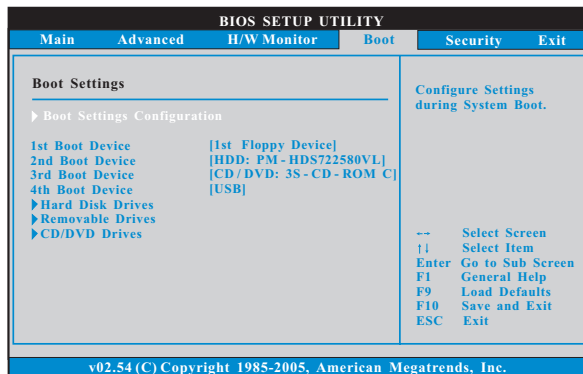 BIOS SETUP UTILITY
Main Advanced H/W Monitor Boot Security Exit
Boot Settings
Boot Settings Configuration
1st Boot Device [1st Floppy Device]
2nd Boot Device [HDD: PM - HDS722580VL]
3rd Boot Device [CD / DVD: 3S - CD - ROM C]
4th Boot Device [USB]
Hard Disk Drives
Removable Drives
CD/DVD Drives
Configure Settings
during System Boot.
←→ Select Screen
↑↓ Select Item
Enter Go to Sub Screen
F1 General Help
F9 Load Defaults
F10 Save and Exit
ESC Exit
v02.54 (C) Copyright 1985-2005, American Megatrends, Inc.